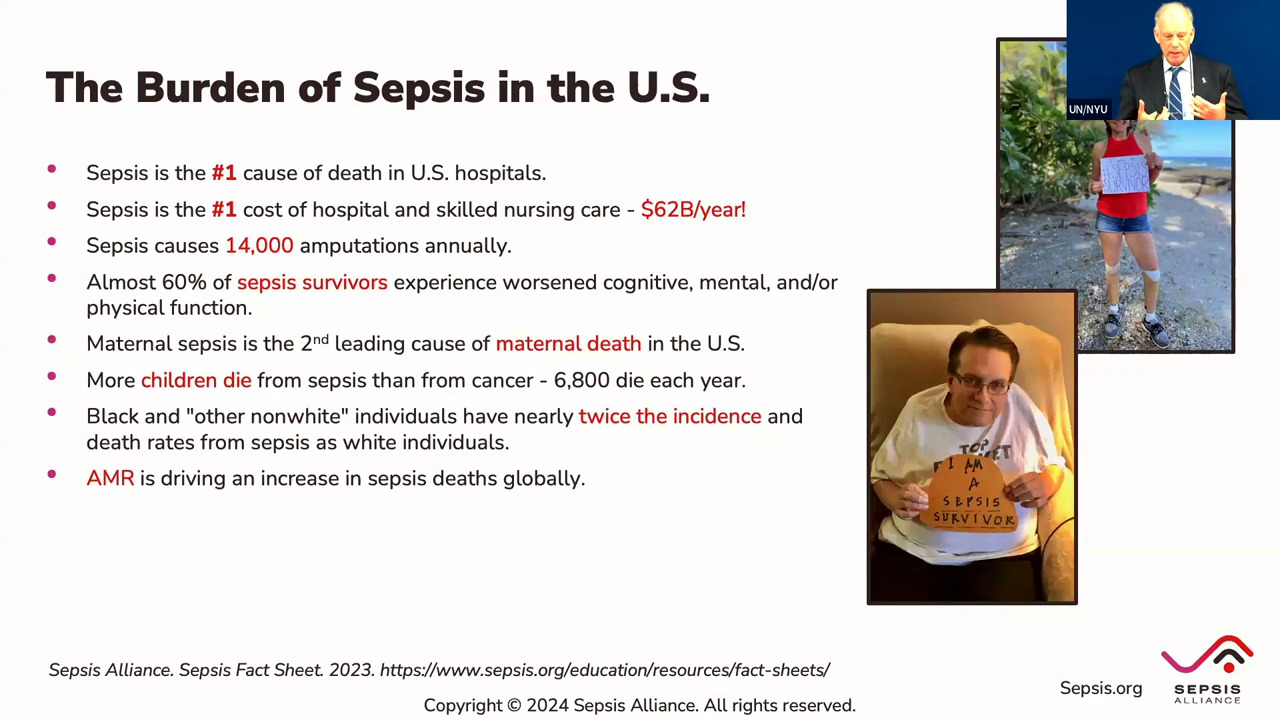 The Burden of Sepsis in the U.S.
• Sepsis is the #1 cause of death in U.S. hospitals.
• Sepsis is the #1 cost of hospital and skilled nursing care - $62B/year!
• Sepsis causes 14,000 amputations annually.
• Almost 60% of sepsis survivors experience worsened cognitive, mental, and/or
physical function.
• Maternal sepsis is the 2nd leading cause of maternal death in the U.S.
• More children die from sepsis than from cancer - 6,800 die each year.
• Black and "other nonwhite" individuals have nearly twice the incidence and
death rates from sepsis as white individuals.
• AMR is driving an increase in sepsis deaths globally.
UN/NYU
SEPSIS
SURVIVOR
TOP
I AM
A
SEPSIS
SURVIVOR
Sepsis Alliance. Sepsis Fact Sheet. 2023. https://www.sepsis.org/education/resources/fact-sheets/
Copyright © 2024 Sepsis Alliance. All rights reserved.
Sepsis.org
SEPSIS
ALLIANCE